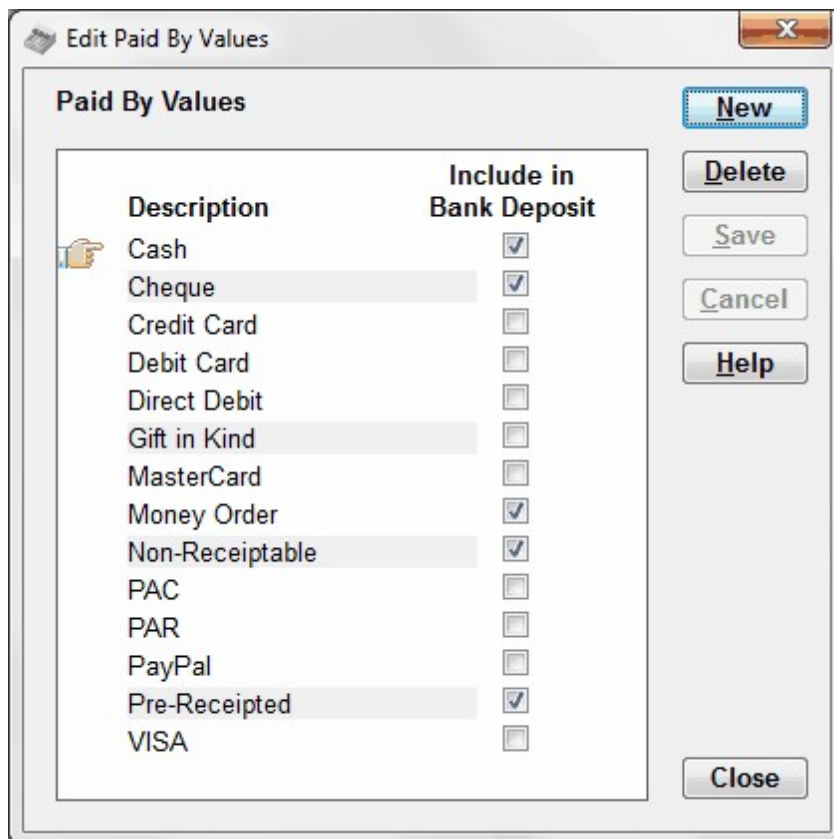 Edit Paid By Values
Paid By Values
New
Delete
Save
Cancel
Help
Include in
Description Bank Deposit
Cash
Cheque
Credit Card
Debit Card
Direct Debit
Gift in Kind
MasterCard
Money Order
Non-Receiptable
PAC
PAR
PayPal
Pre-Receipted
VISA
Close